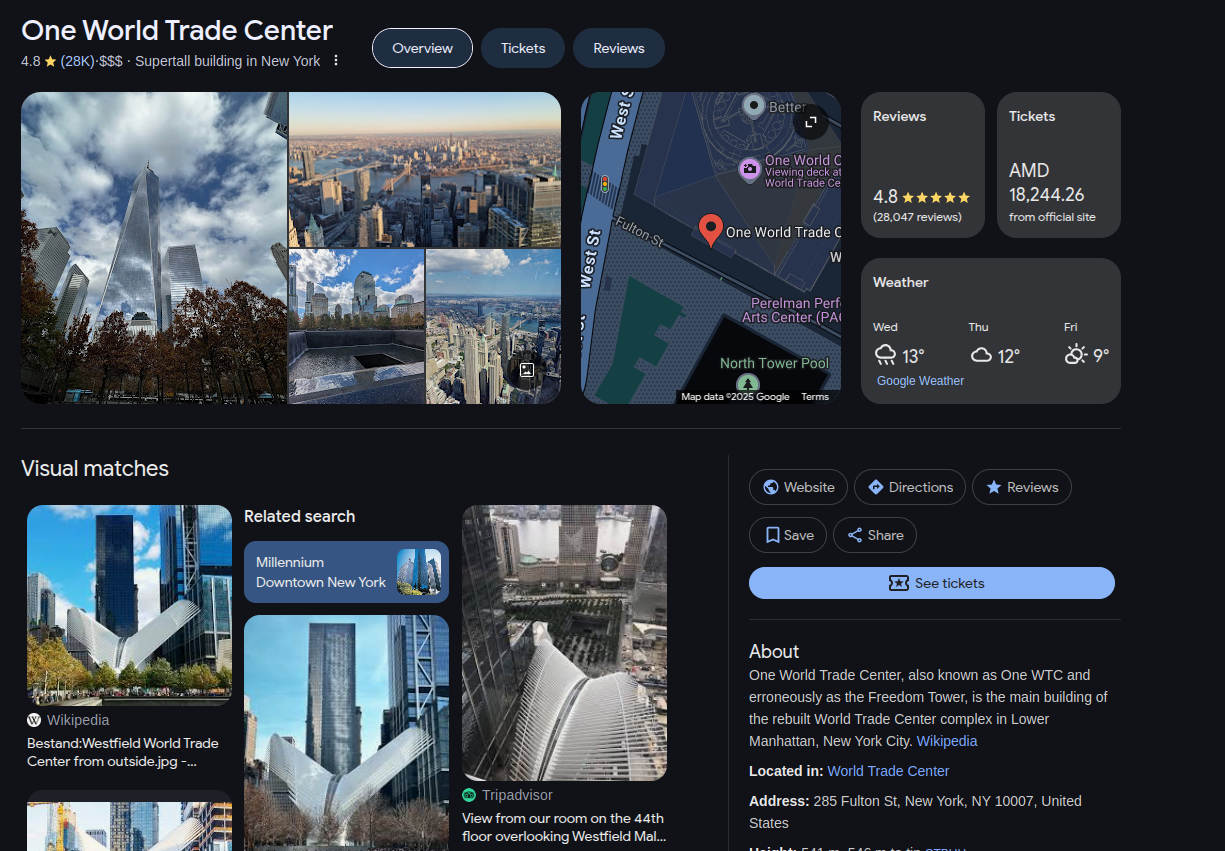 One World Trade Center
4.8 (28K)·$$$ · Supertall building in New York
Overview
Tickets
Reviews
West S
Better
One World C
Viewing deck at
World Trade Ce
Fulton St
One World Trade C
W
West St
Perelman Perf
Arts Center (PAC
North Tower Pool
Map data ©2025 Google
Terms
Reviews
4.8
(28,047 reviews)
Tickets
AMD
18,244.26
from official site
Weather
Wed
Thu
Fri
13°
12°
9°
Google Weather
Visual matches
Wikipedia
Bestand:Westfield World Trade
Center from outside.jpg -...
Related search
Millennium
Downtown New York
Tripadvisor
View from our room on the 44th
floor overlooking Westfield Mal...
Website
Directions
Reviews
Save
Share
See tickets
About
One World Trade Center, also known as One WTC and
erroneously as the Freedom Tower, is the main building of
the rebuilt World Trade Center complex in Lower
Manhattan, New York City. Wikipedia
Located in: World Trade Center
Address: 285 Fulton St, New York, NY 10007, United
States
Height: 541 m, 546 m to tip